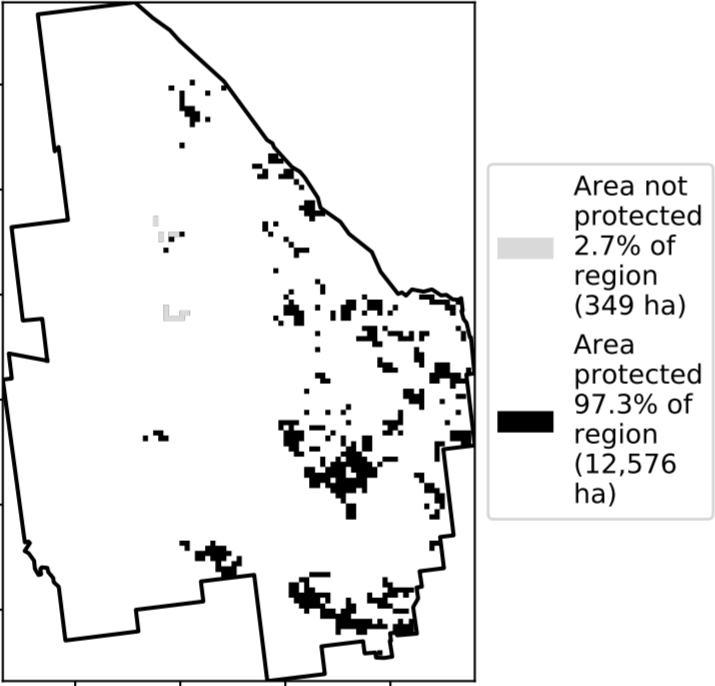 Area not
protected
2.7% of
region
(349 ha)
Area
protected
97.3% of
region
(12,576
ha)